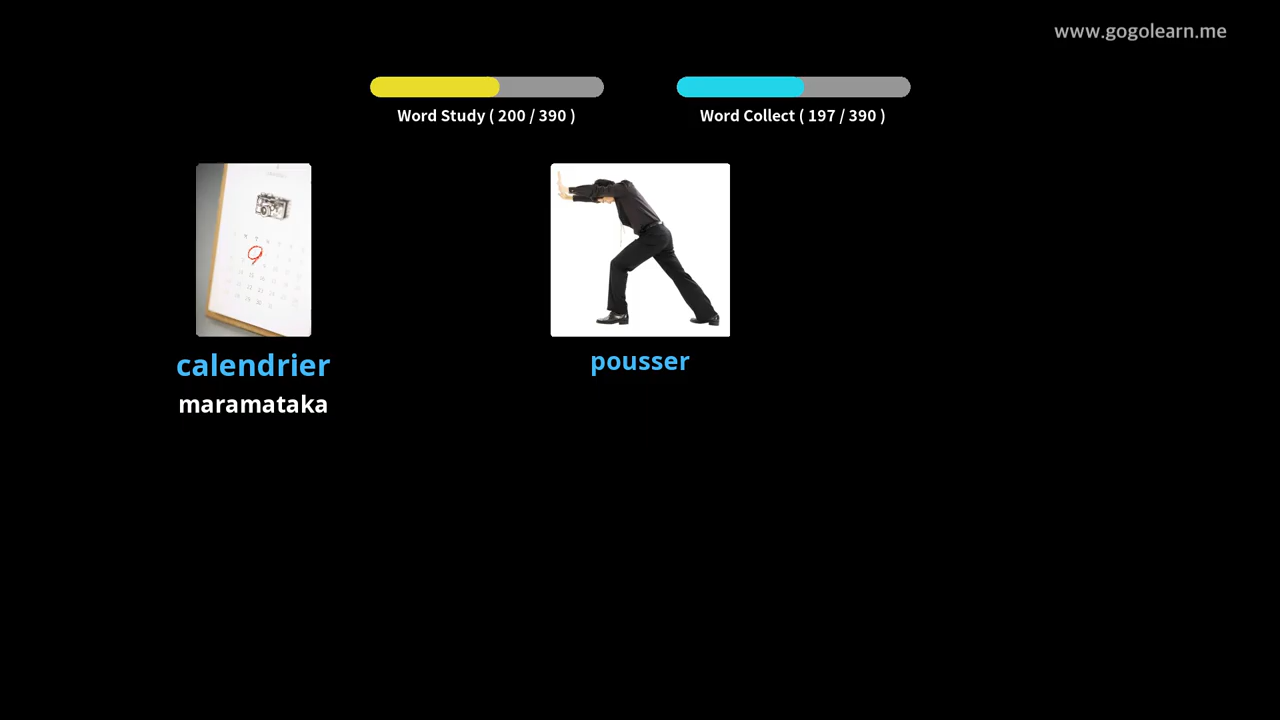 www.gogolearn.me
Word Study ( 200 / 390 )
Word Collect ( 197 / 390 )
calendrier
maramataka
pousser